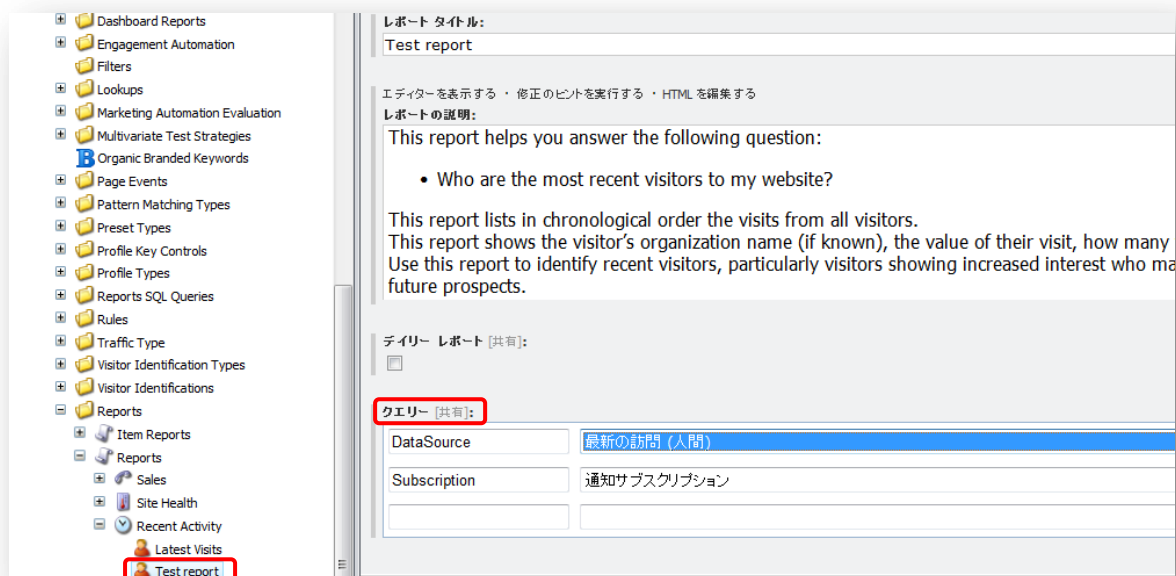 Dashboard Reports
Engagement Automation
Filters
Lookups
Marketing Automation Evaluation
Multivariate Test Strategies
Organic Branded Keywords
Page Events
Pattern Matching Types
Preset Types
Profile Key Controls
Profile Types
Reports SQL Queries
Rules
Traffic Type
Visitor Identification Types
Visitor Identifications
Reports
Item Reports
Reports
Sales
Site Health
Recent Activity
Latest Visits
Test report
レポート タイトル:
Test report
エディターを表示する ・ 修正のヒントを実行する ・ HTML を編集する
レポートの説明:
This report helps you answer the following question:
• Who are the most recent visitors to my website?
This report lists in chronological order the visits from all visitors.
This report shows the visitor's organization name (if known), the value of their visit, how many
Use this report to identify recent visitors, particularly visitors showing increased interest who ma
future prospects.
デイリー レポート [共有]:
クエリー [共有]:
DataSource 最新の訪問 (人間)
Subscription 通知サブスクリプション